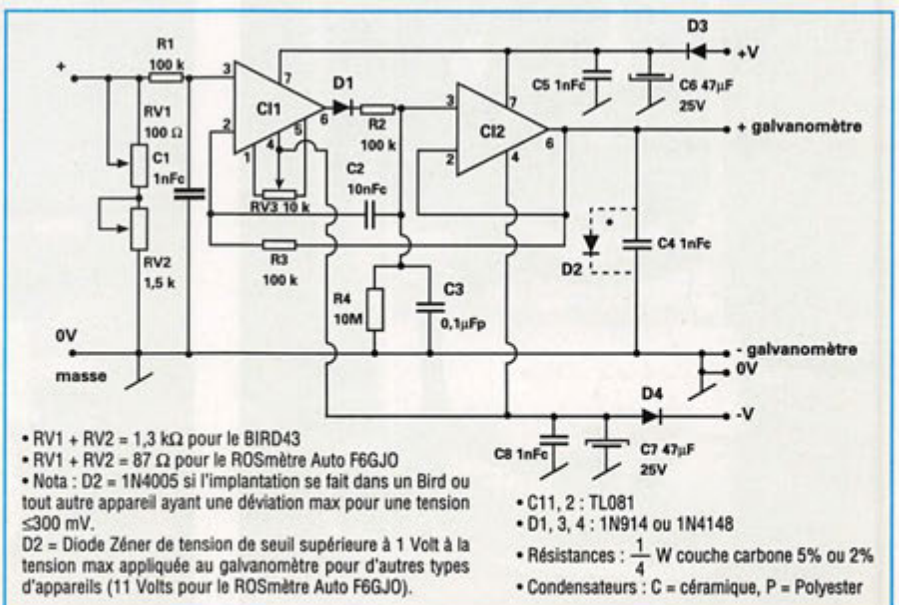 R1
100 k
+
RV1
100 Ω
C1
1nFc
RV2
1,5 k
0V
masse
3
2
7
6
CI1
4
5
1
RV3 10 k
D1
R2
100 k
C2
10nFc
R3
100 k
R4
10M
C3
0,1µFp
3
2
7
6
4
CI2
C5 1nFc
C6 47µF
25V
D3
+V
+ galvanomètre
D2
C4 1nFc
- galvanomètre
0V
D4
-V
C8 1nFc
C7 47µF
25V
• RV1 + RV2 = 1,3 kΩ pour le BIRD43
• RV1 + RV2 = 87 Ω pour le ROSmètre Auto F6GJO
• Nota : D2 = 1N4005 si l'implantation se fait dans un Bird ou
tout autre appareil ayant une déviation max pour une tension
≤300 mV.
D2 = Diode Zéner de tension de seuil supérieure à 1 Volt à la
tension max appliquée au galvanomètre pour d'autres types
d'appareils (11 Volts pour le ROSmètre Auto F6GJO).
• C11, 2 : TL081
• D1, 3, 4 : 1N914 ou 1N4148
• Résistances : 1/4 W couche carbone 5% ou 2%
• Condensateurs : C = céramique, P = Polyester